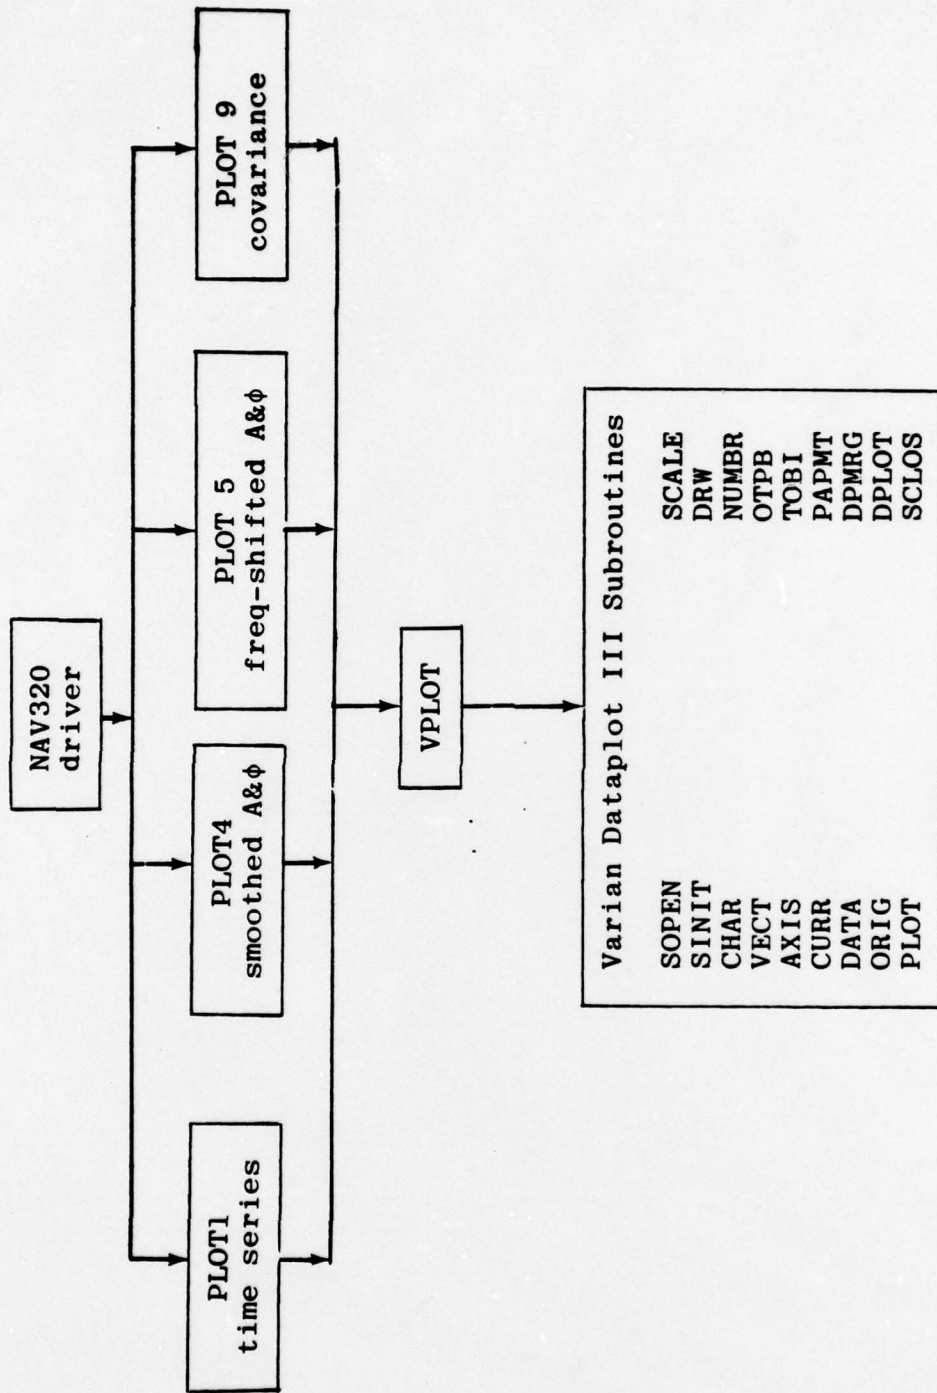 NAV320
driver
PLOT1
time series
PLOT4
smoothed A&ϕ
PLOT 5
freq-shifted A&ϕ
PLOT 9
covariance
VPLOT
Varian Dataplot III Subroutines
SOPEN SCALE
SINIT DRW
CHAR NUMBR
VECT OTPB
AXIS TOBI
CURR PAPMT
DATA DPMRG
ORIG DPLOT
PLOT SCLOS